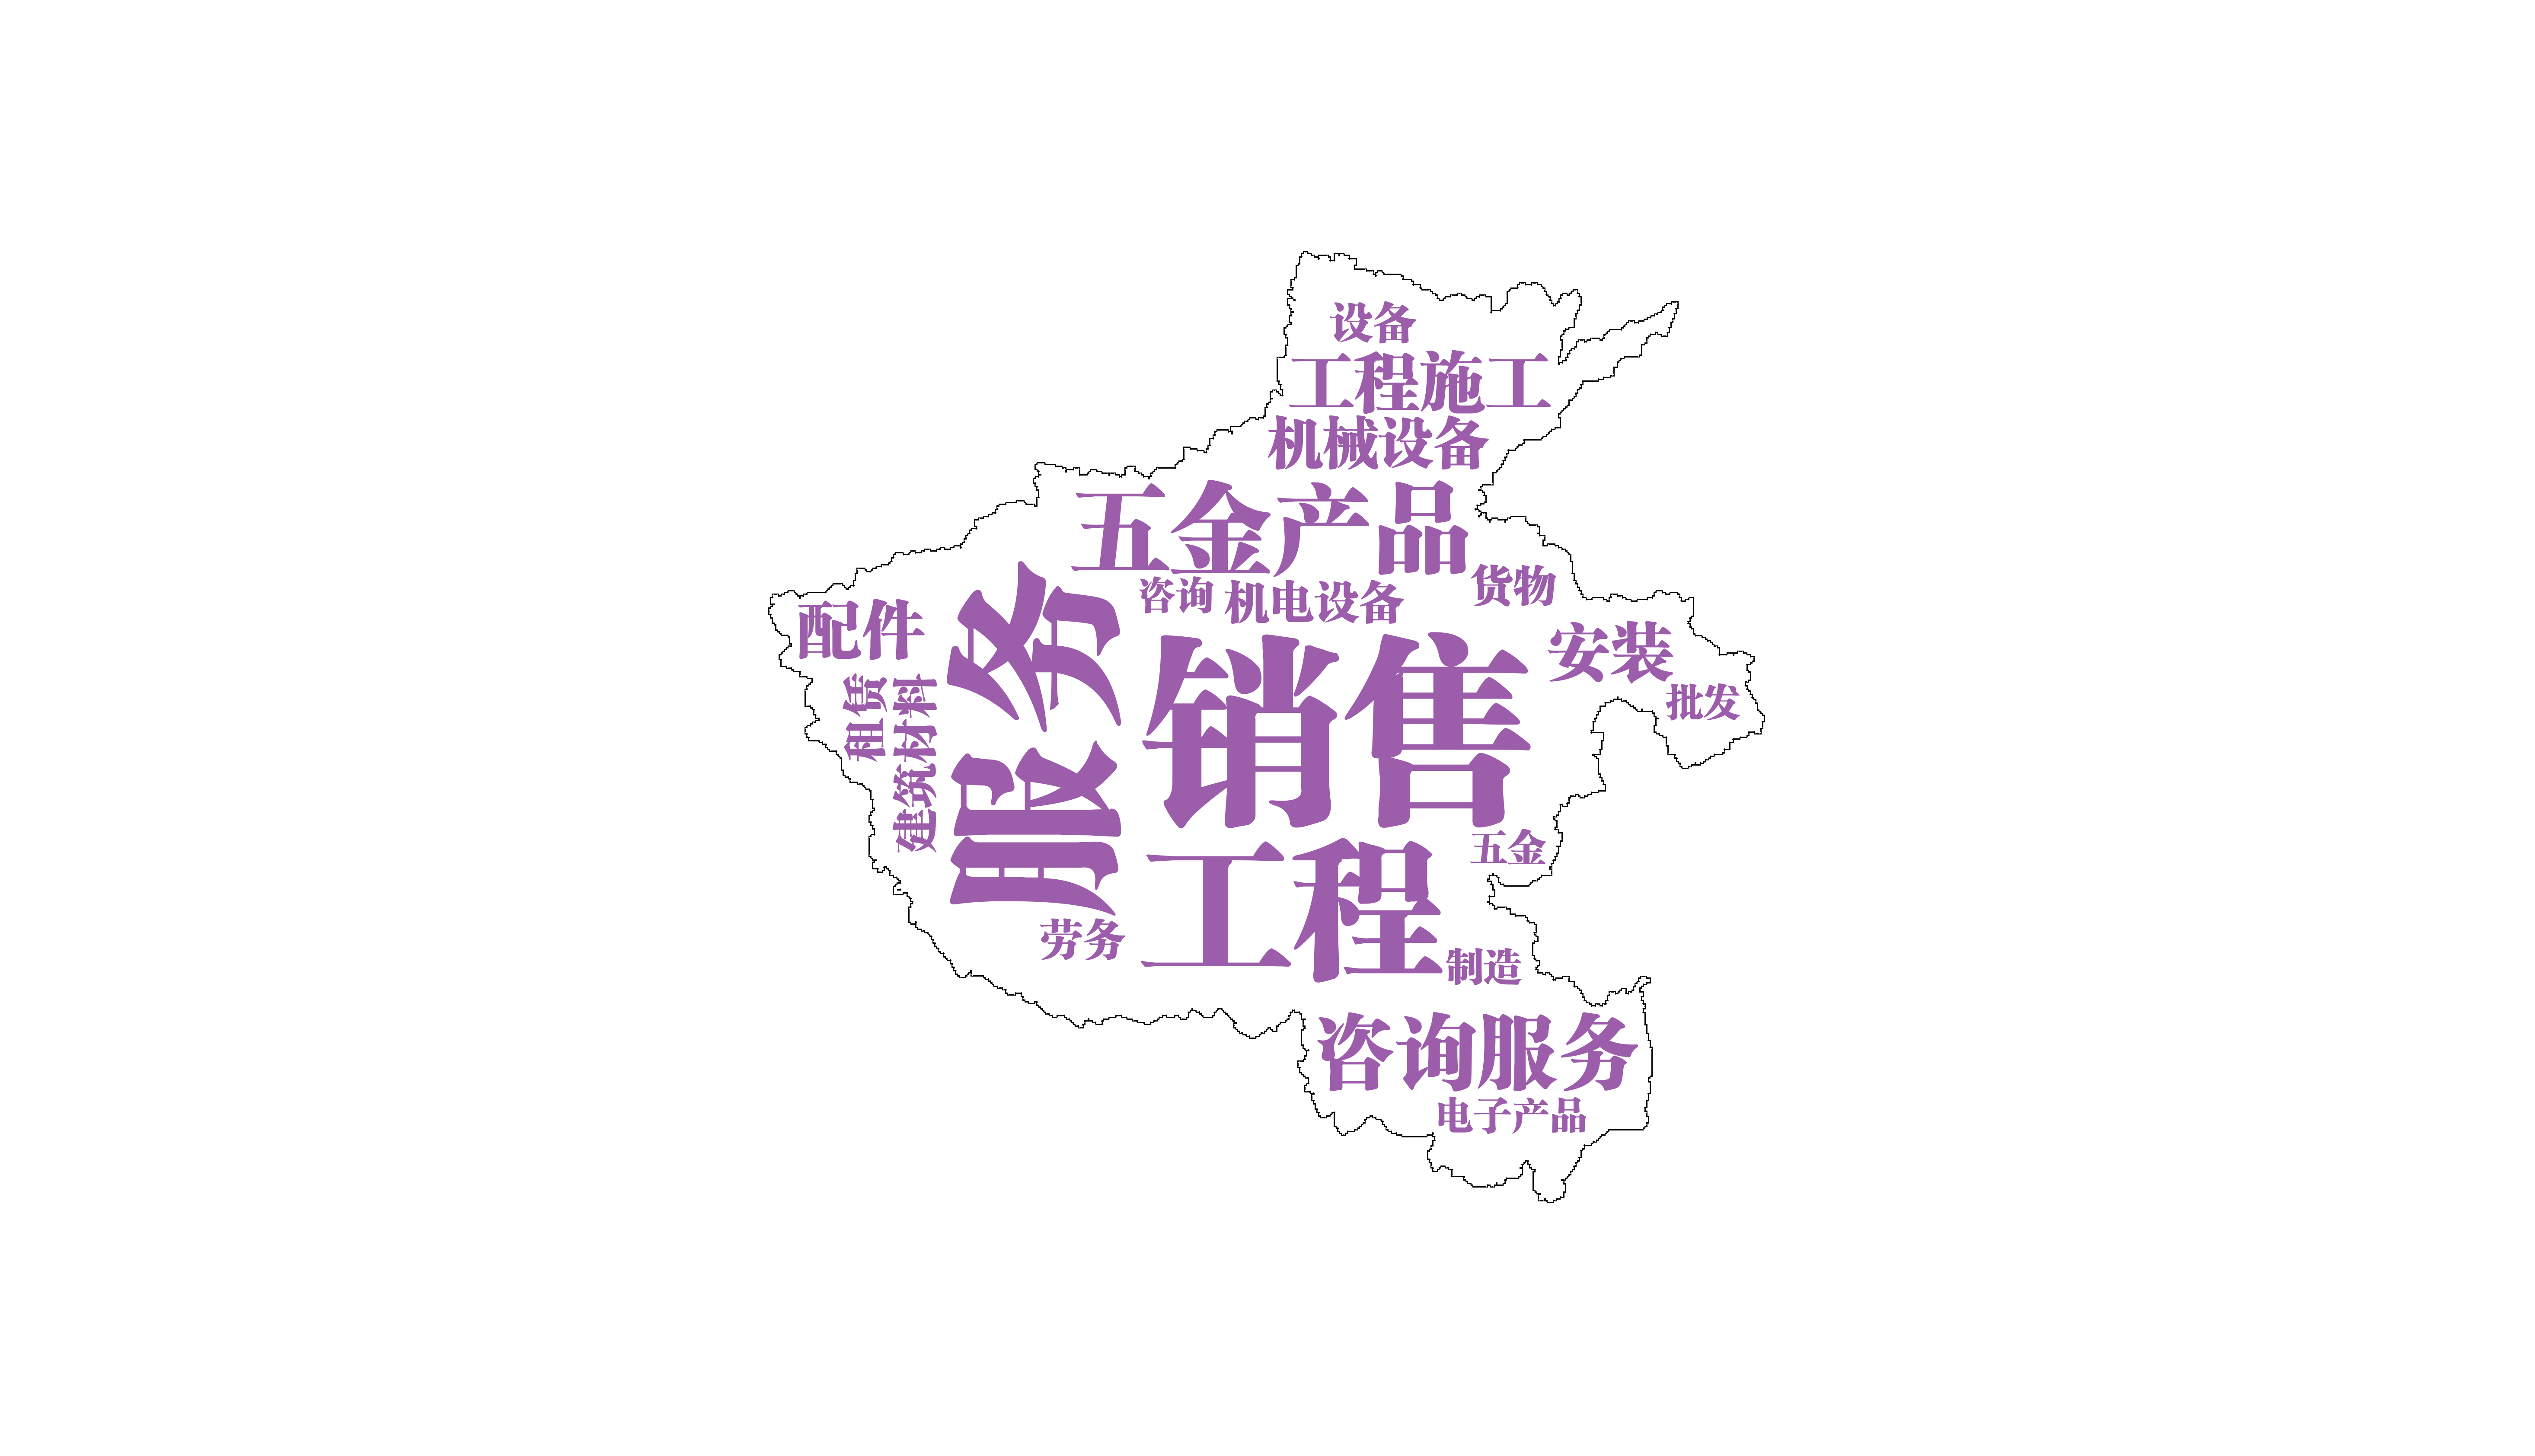 设备
工程施工
机械设备
五金产品
咨询 机电设备
货物
配件
安装
租赁
建筑材料
服务
销售
批发
五金
工程
劳务
制造
咨询服务
电子产品